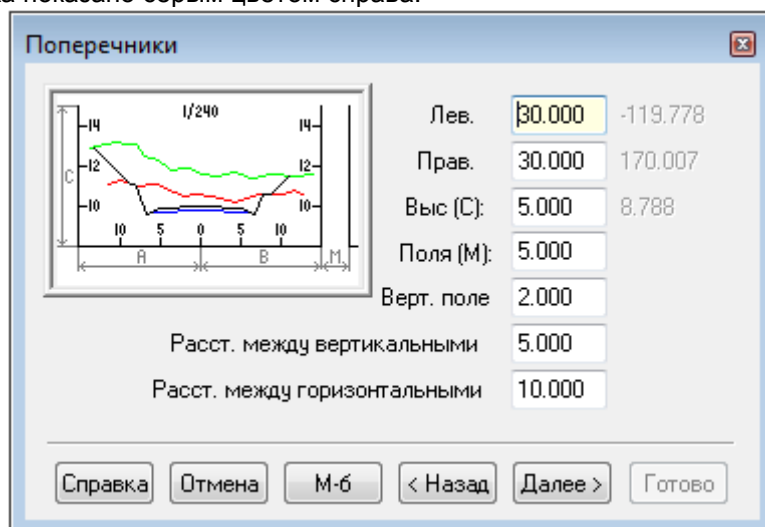 показано серым цветом справа.
Поперечники
1/240
14 14
12 12
C
10 10
10 5 0 5 10
A B M
Лев. 30.000 -119.778
Прав. 30.000 170.007
Выс (C): 5.000 8.788
Поля (M): 5.000
Верт. поле 2.000
Расст. между вертикальными 5.000
Расст. между горизонтальными 10.000
Справка Отмена М-б < Назад Далее > Готово